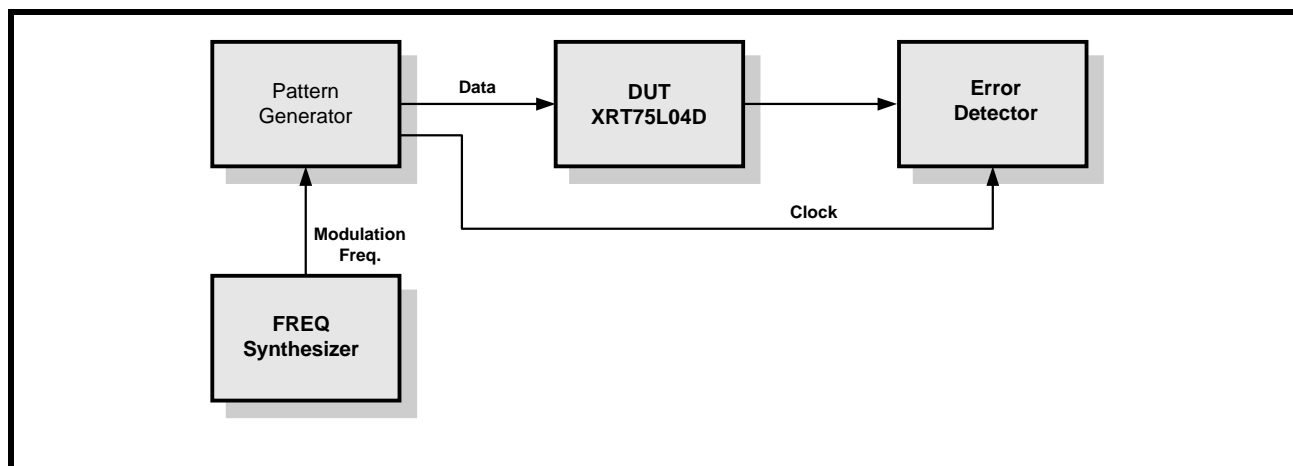 Pattern
Generator
Data
DUT
XRT75L04D
Error
Detector
Clock
Modulation
Freq.
FREQ
Synthesizer